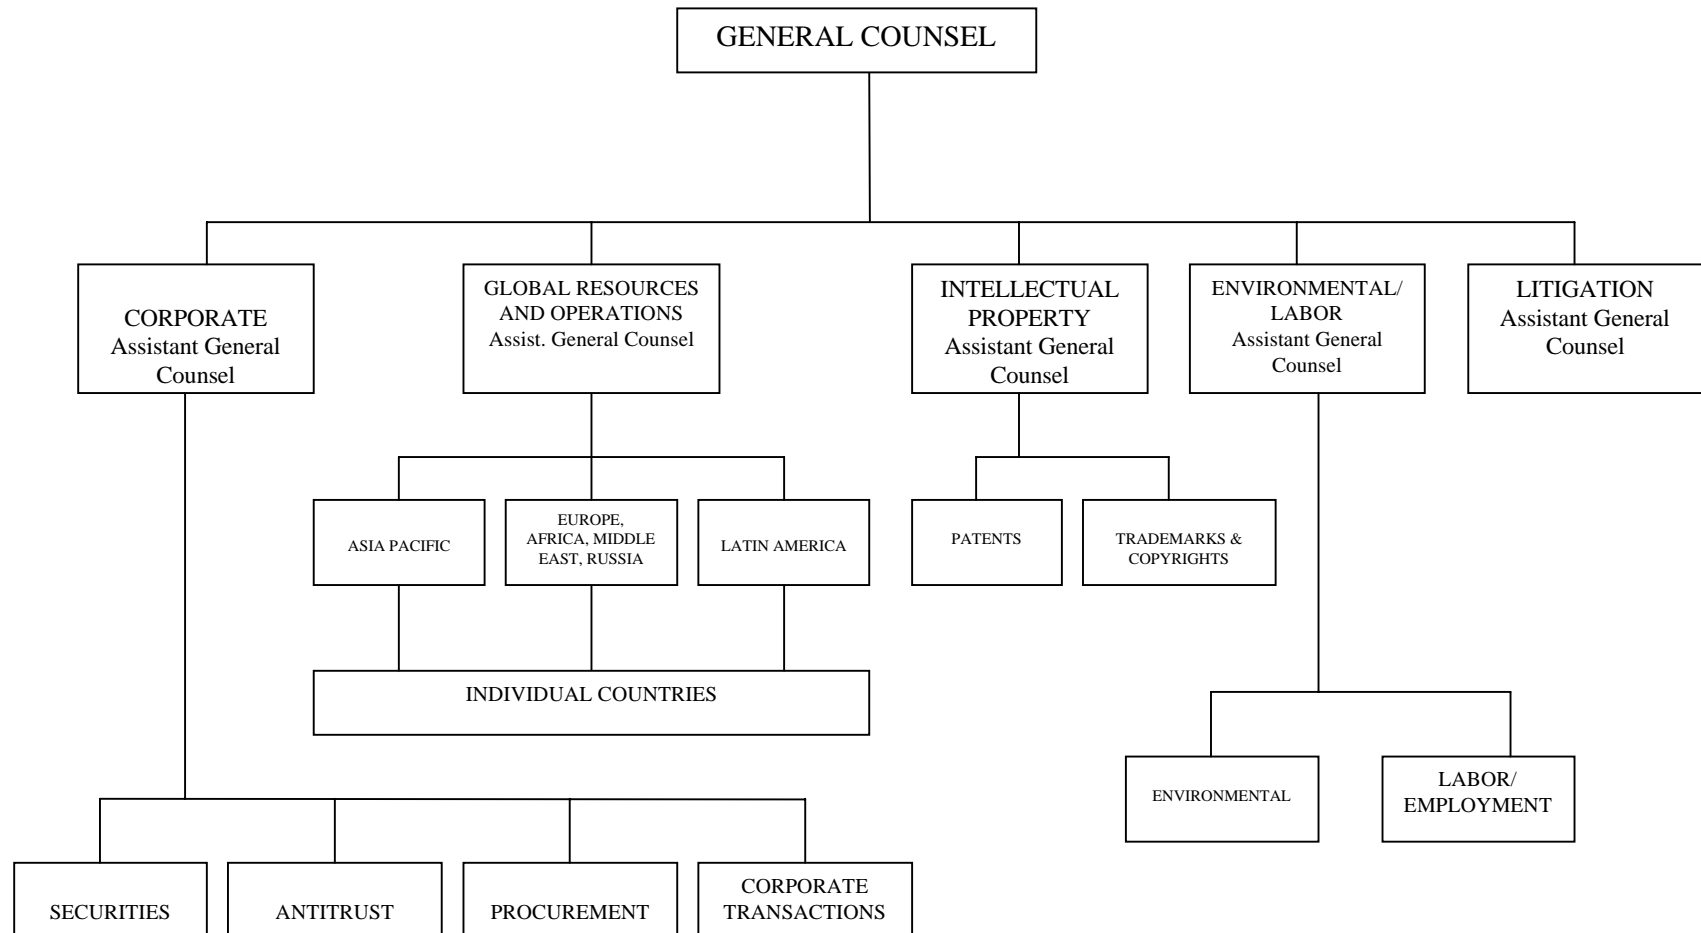 GENERAL COUNSEL
CORPORATE
Assistant General
Counsel
GLOBAL RESOURCES
AND OPERATIONS
Assist. General Counsel
INTELLECTUAL
PROPERTY
Assistant General
Counsel
ENVIRONMENTAL/
LABOR
Assistant General
Counsel
LITIGATION
Assistant General
Counsel
ASIA PACIFIC
EUROPE,
AFRICA, MIDDLE
EAST, RUSSIA
LATIN AMERICA
PATENTS
TRADEMARKS &
COPYRIGHTS
INDIVIDUAL COUNTRIES
ENVIRONMENTAL
LABOR/
EMPLOYMENT
SECURITIES
ANTITRUST
PROCUREMENT
CORPORATE
TRANSACTIONS